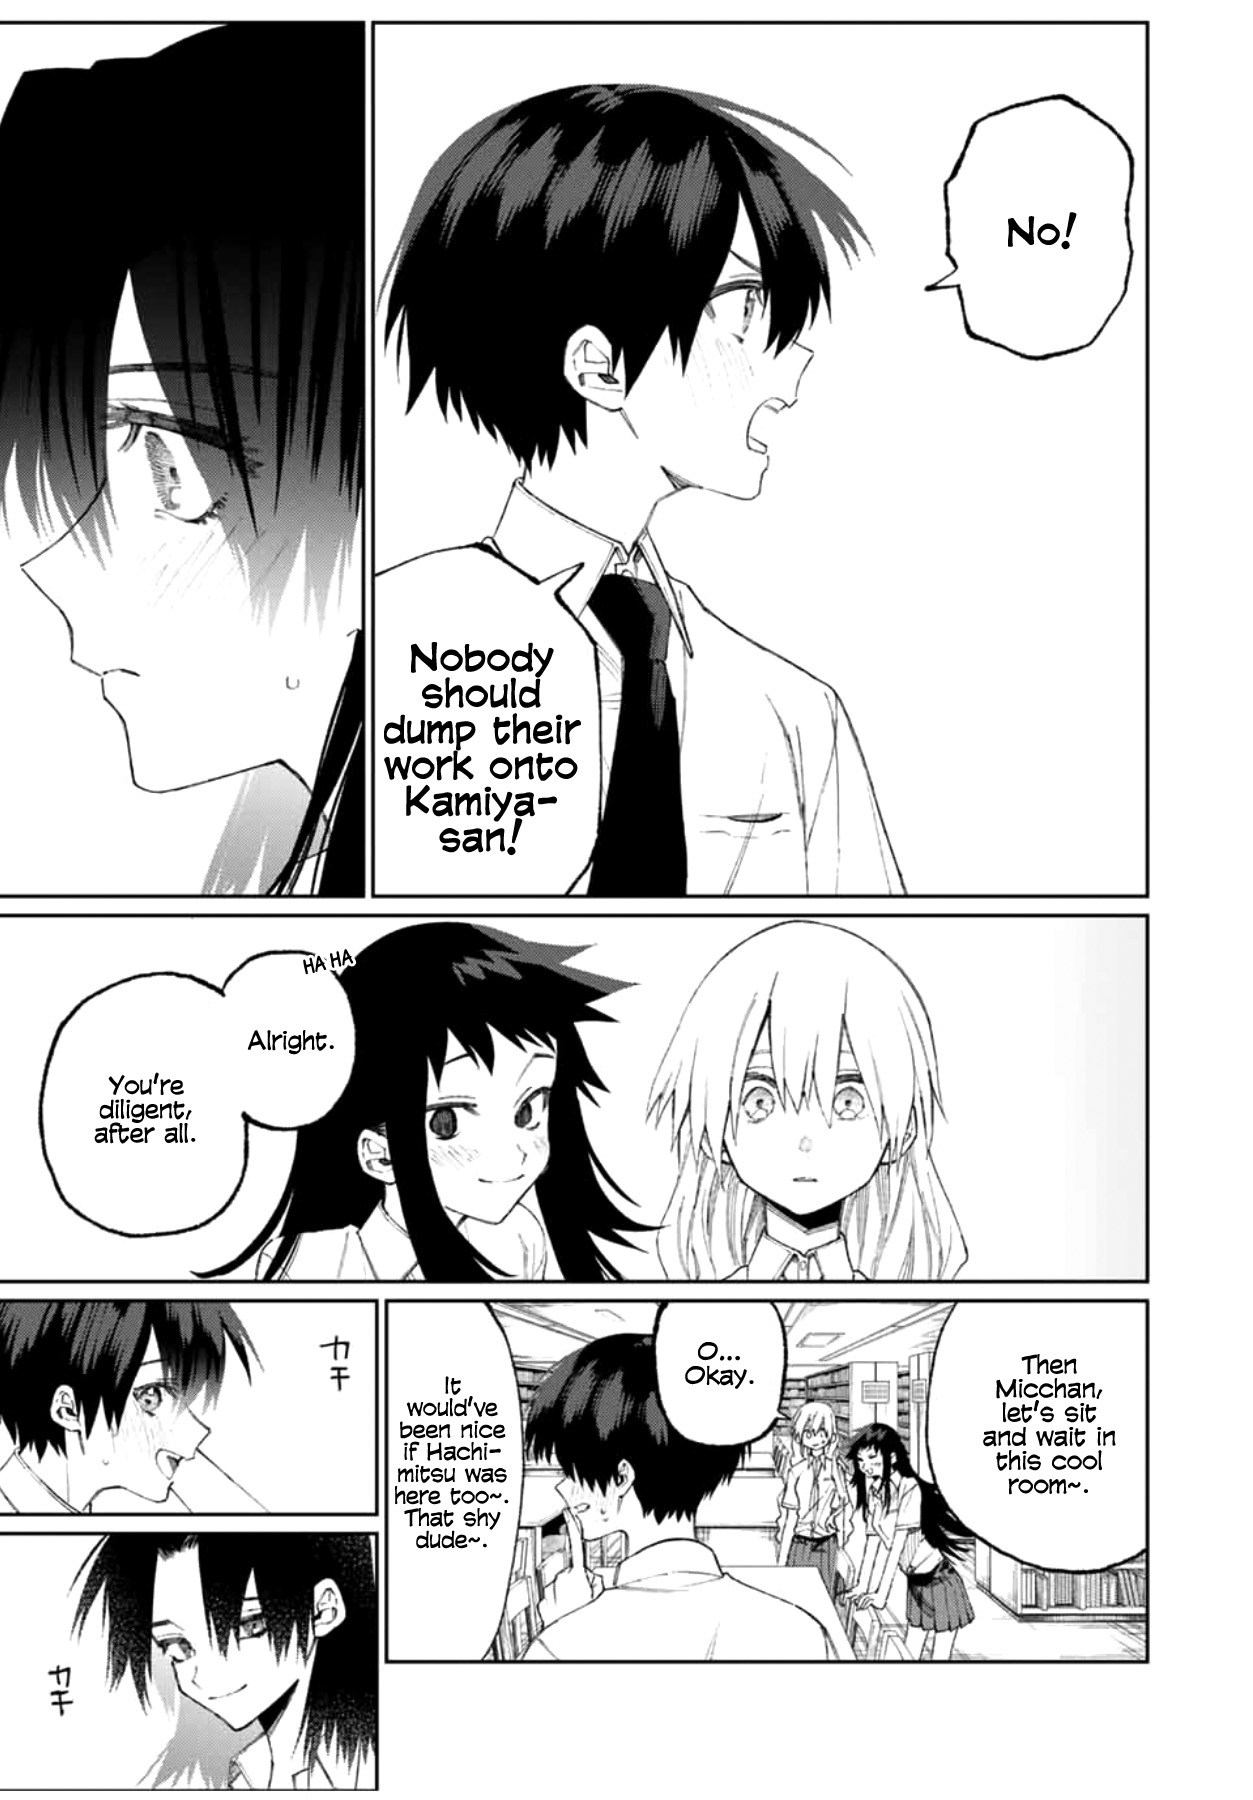 No!
Nobody
should
dump their
work onto
Kamiya-
san!
HA HA
Alright.
You're
diligent,
after all.
Then
Micchan,
let's sit
and wait in
this cool
room~.
O...
Okay.
It
would've
been nice
if Hachi-
mitsu was
here too~.
That shy
dude~.
カチ
カチ